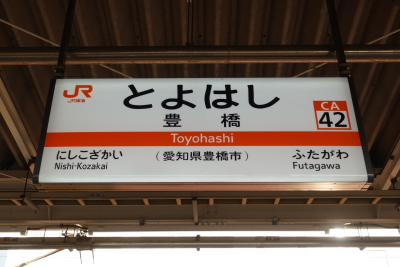 JR
JR東海
とよはし
豊橋
CA
42
Toyohashi
にしこざかい
Nishi-Kozakai
（愛知県豊橋市）
ふたがわ
Futagawa